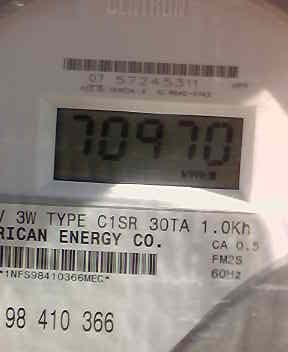 CENTRON
07 57245311
70970
kWh
V 3W TYPE C1SR 30TA 1.0Kh
RICAN ENERGY CO.
CA 0.5
FM2S
60Hz
*1NFS98410366MEC*
98 410 366